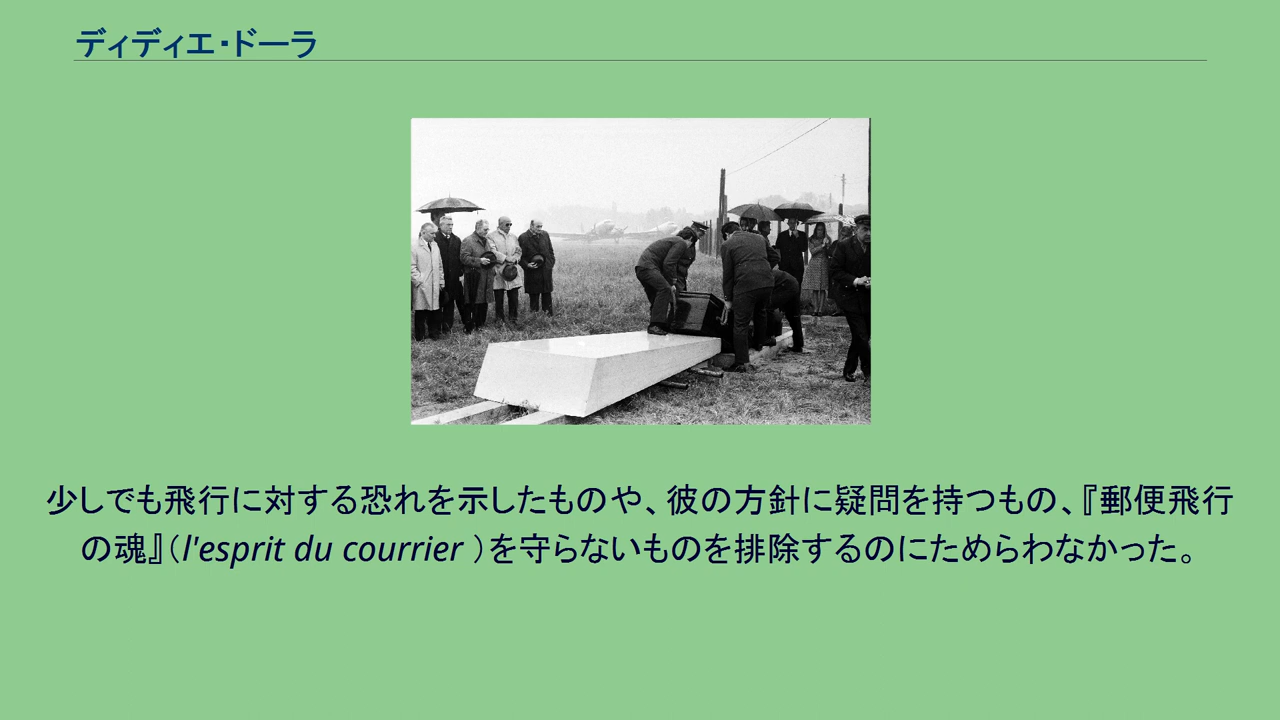 ディディエ・ドーラ
少しでも飛行に対する恐れを示したものや、彼の方針に疑問を持つもの、『郵便飛行
の魂』（l'esprit du courrier ）を守らないものを排除するのにためらわなかった。